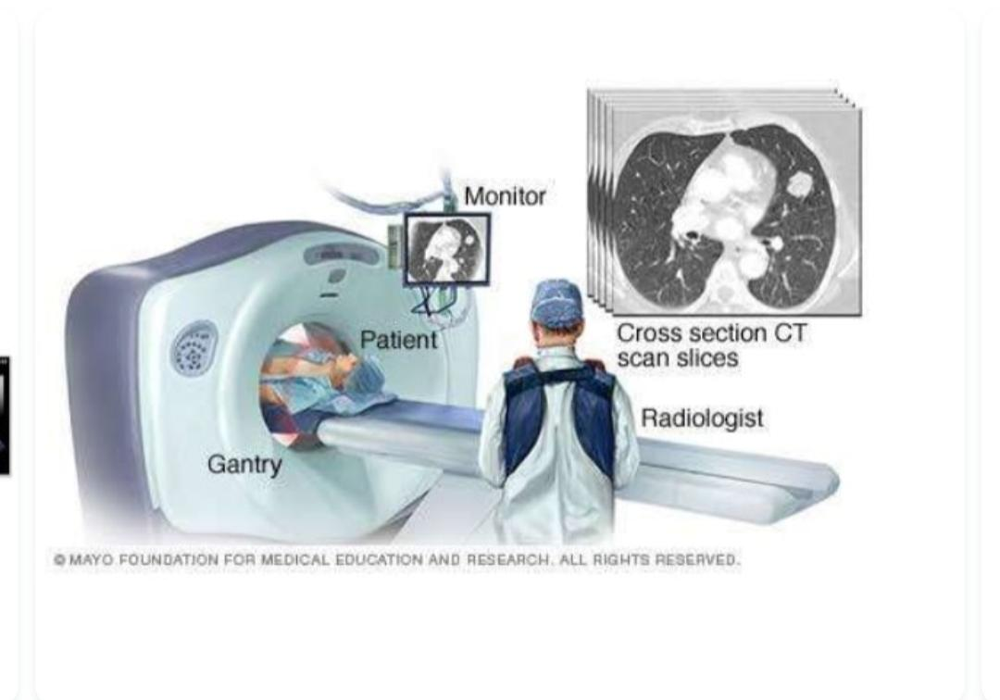 Monitor
Patient
Cross section CT
scan slices
Radiologist
Gantry
© MAYO FOUNDATION FOR MEDICAL EDUCATION AND RESEARCH. ALL RIGHTS RESERVED.